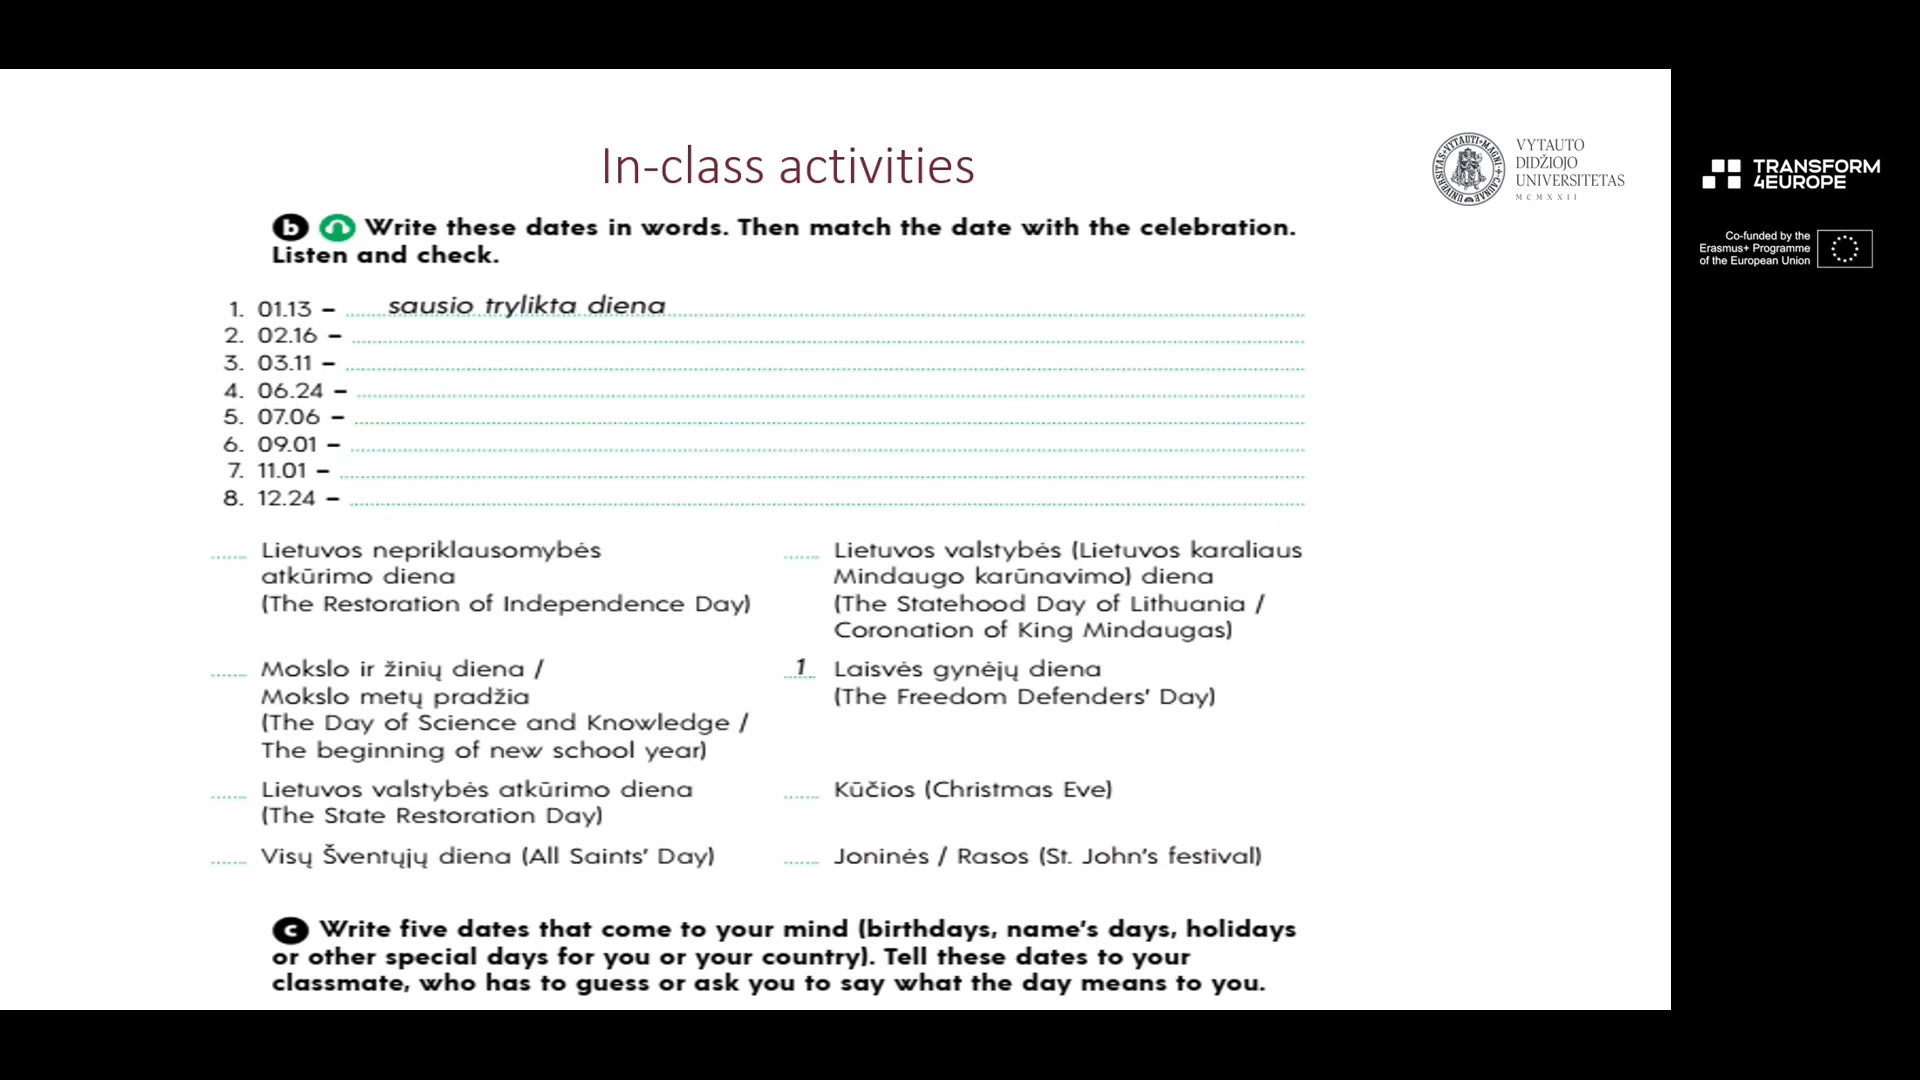 In-class activities
VYTAUTO
DIDŽIOJO
UNIVERSITETAS
MCMXXII
TRANSFORM
4EUROPE
Co-funded by the
Erasmus+ Programme
of the European Union
b Write these dates in words. Then match the date with the celebration.
Listen and check.
1. 01.13 – sausio trylikta diena
2. 02.16 –
3. 03.11 –
4. 06.24 –
5. 07.06 –
6. 09.01 –
7. 11.01 –
8. 12.24 –
Lietuvos nepriklausomybės
atkūrimo diena
(The Restoration of Independence Day)
Lietuvos valstybės (Lietuvos karaliaus
Mindaugo karūnavimo) diena
(The Statehood Day of Lithuania /
Coronation of King Mindaugas)
Mokslo ir žinių diena /
Mokslo metų pradžia
(The Day of Science and Knowledge /
The beginning of new school year)
1 Laisvės gynėjų diena
(The Freedom Defenders' Day)
Lietuvos valstybės atkūrimo diena
(The State Restoration Day)
Kūčios (Christmas Eve)
Visų Šventųjų diena (All Saints' Day)
Joninės / Rasos (St. John's festival)
c Write five dates that come to your mind (birthdays, name's days, holidays
or other special days for you or your country). Tell these dates to your
classmate, who has to guess or ask you to say what the day means to you.